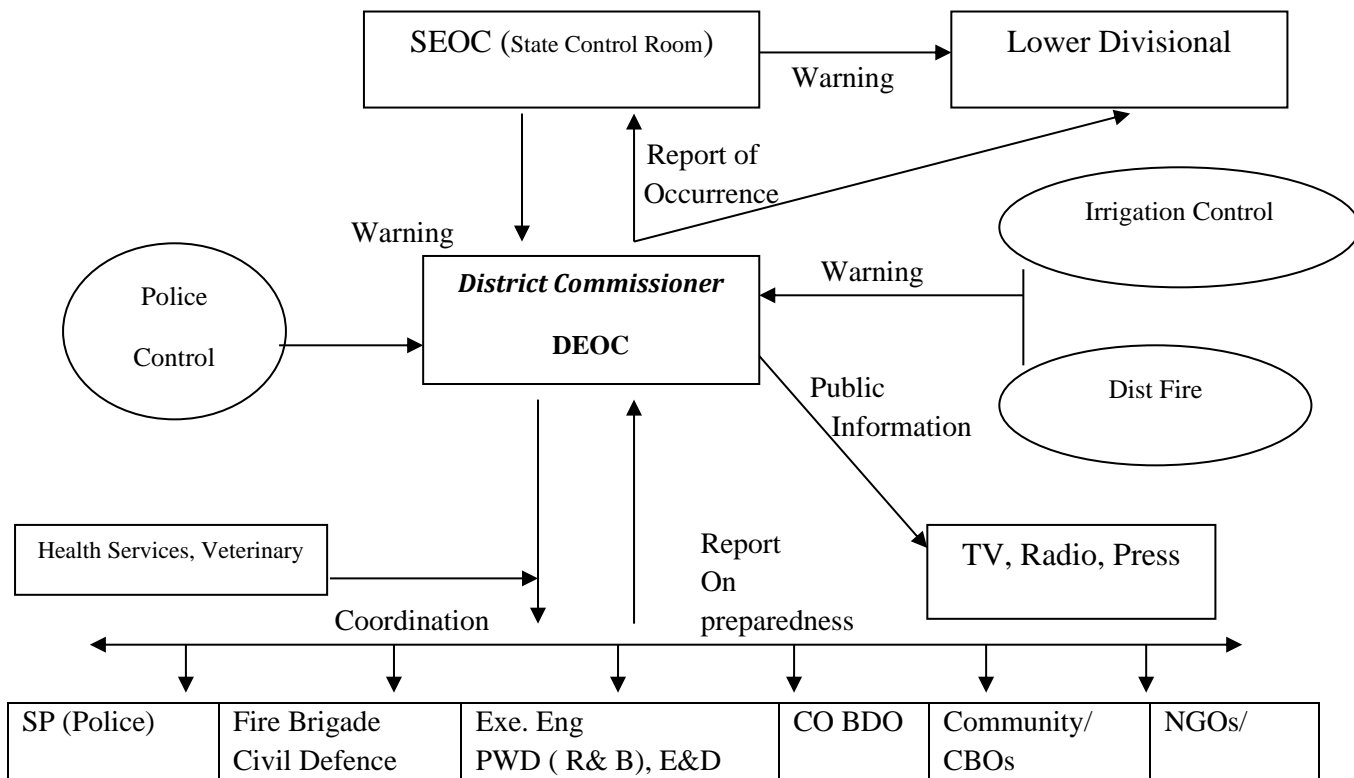 SEOC (State Control Room)
Lower Divisional
Warning
Report of
Occurrence
Irrigation Control
Warning
Police
Control
District Commissioner
DEOC
Warning
Dist Fire
Public
Information
Health Services, Veterinary
Report
On
preparedness
TV, Radio, Press
Coordination
SP (Police)
Fire Brigade
Civil Defence
Exe. Eng
PWD ( R& B), E&D
CO BDO
Community/
CBOs
NGOs/